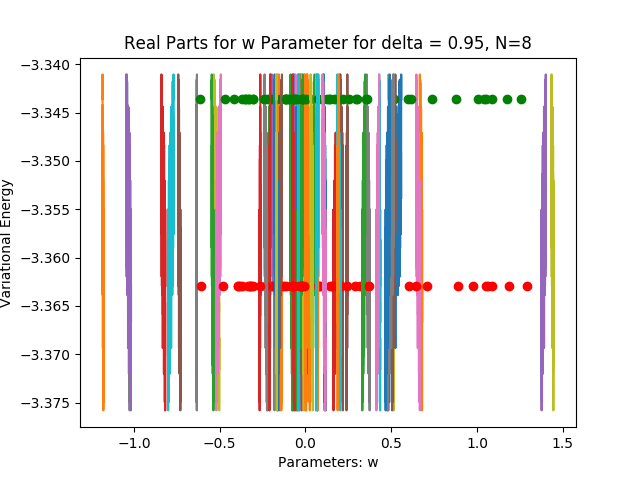 Real Parts for w Parameter for delta = 0.95, N=8
Variational Energy
−3.340
−3.345
−3.350
−3.355
−3.360
−3.365
−3.370
−3.375
−1.0 −0.5 0.0 0.5 1.0 1.5
Parameters: w